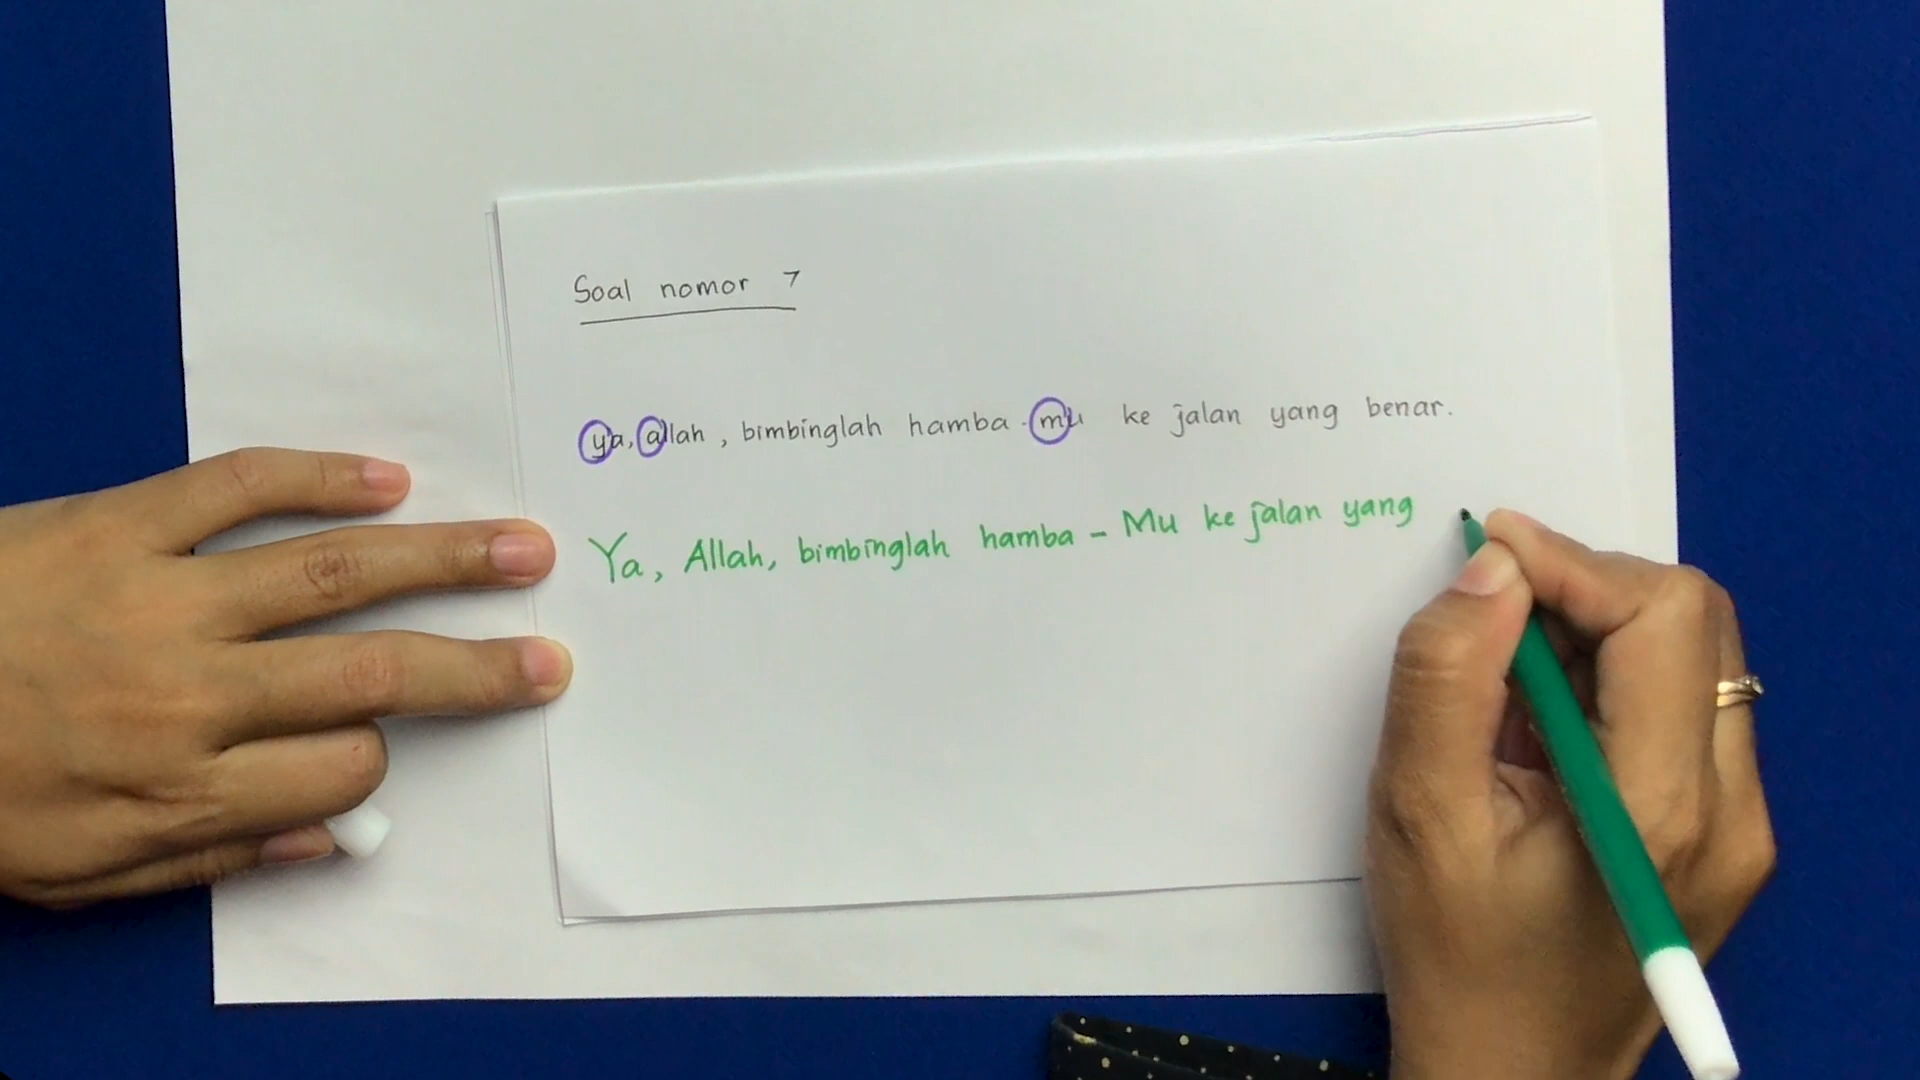 Soal nomor 7
ya, allah, bimbinglah hamba-mu ke jalan yang benar.
Ya, Allah, bimbinglah hamba - Mu ke jalan yang